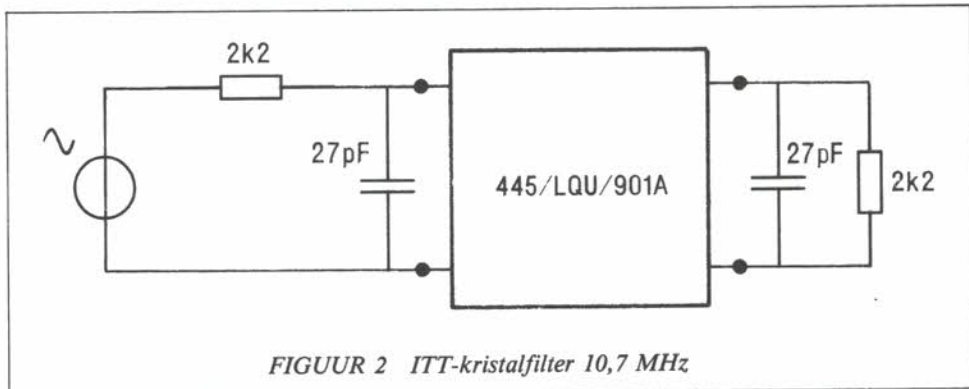 2k2
27pF
445/LQU/901A
27pF
2k2
FIGUUR 2 ITT-kristalfilter 10,7 MHz